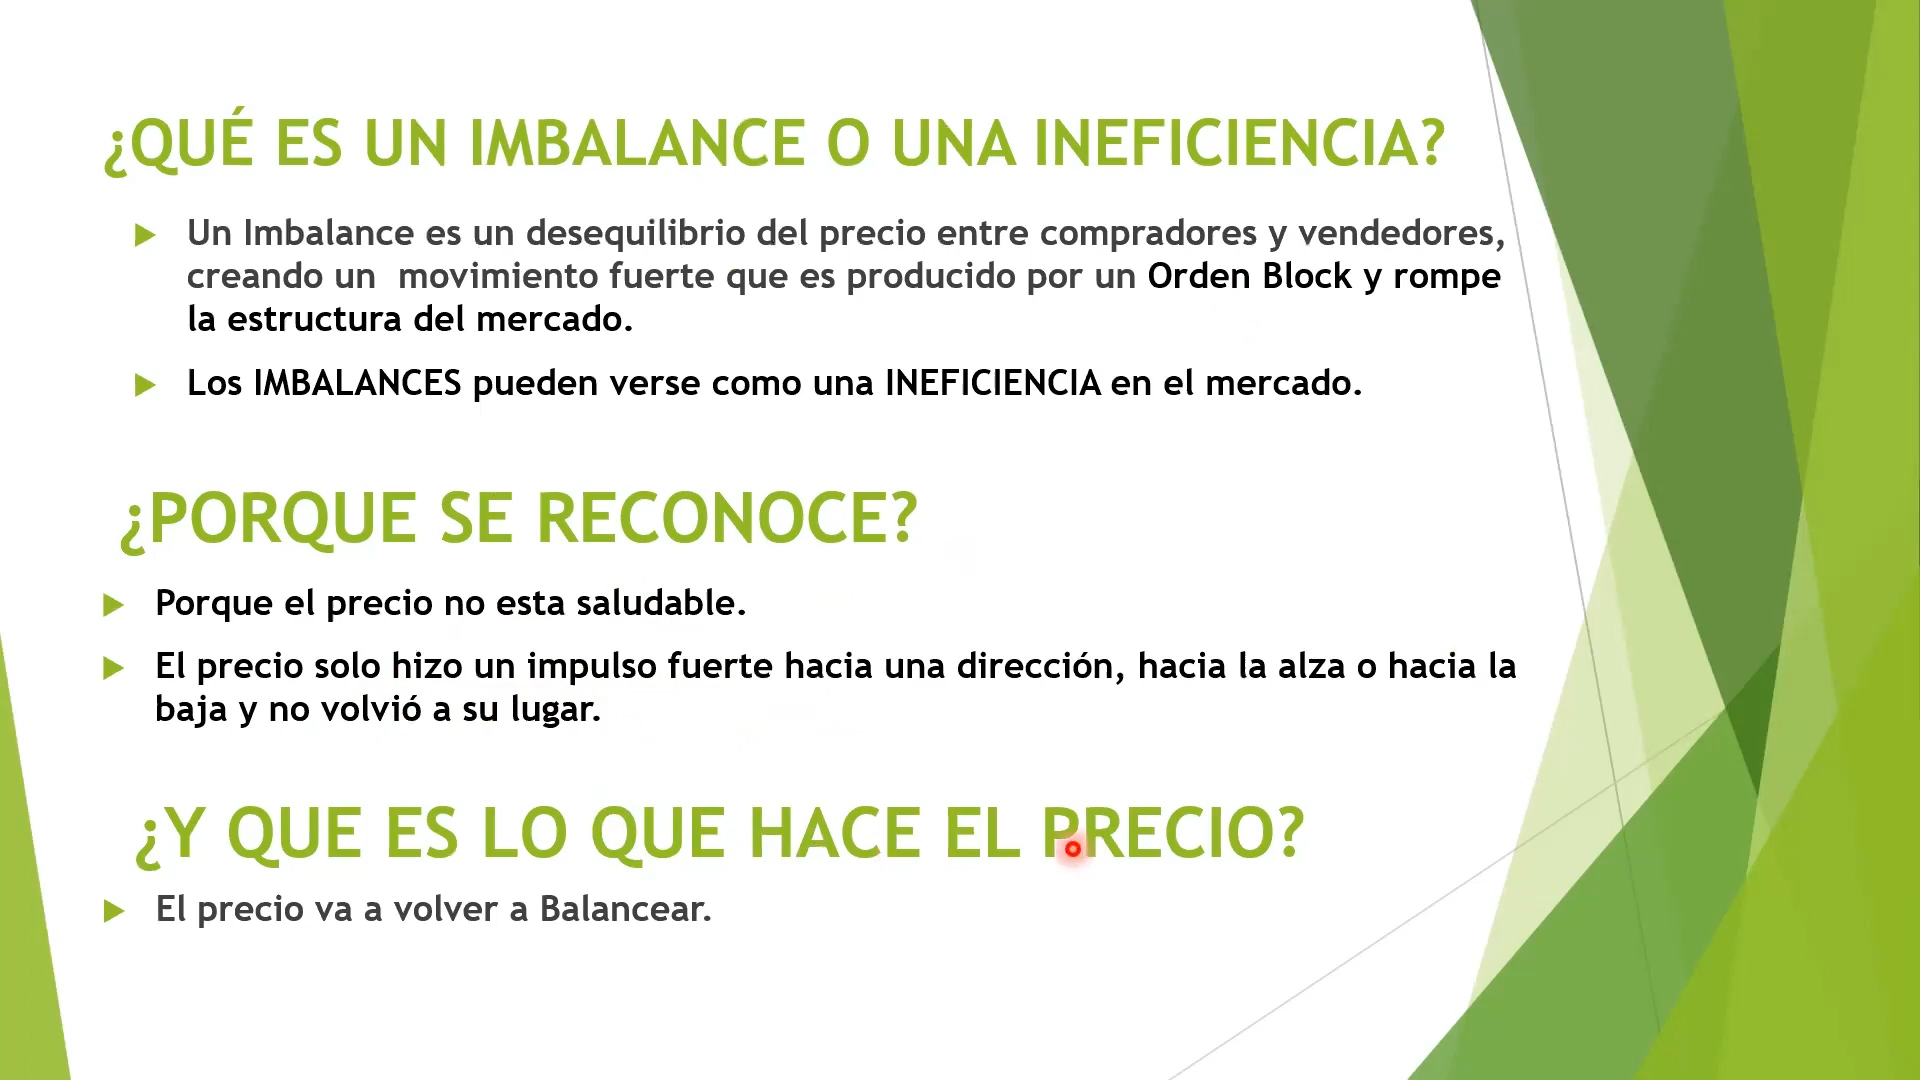 ¿QUÉ ES UN IMBALANCE O UNA INEFICIENCIA?
Un Imbalance es un desequilibrio del precio entre compradores y vendedores,
creando un  movimiento fuerte que es producido por un Orden Block y rompe
la estructura del mercado.
Los IMBALANCES pueden verse como una INEFICIENCIA en el mercado.
¿PORQUE SE RECONOCE?
Porque el precio no esta saludable.
El precio solo hizo un impulso fuerte hacia una dirección, hacia la alza o hacia la
baja y no volvió a su lugar.
¿Y QUE ES LO QUE HACE EL PRECIO?
El precio va a volver a Balancear.